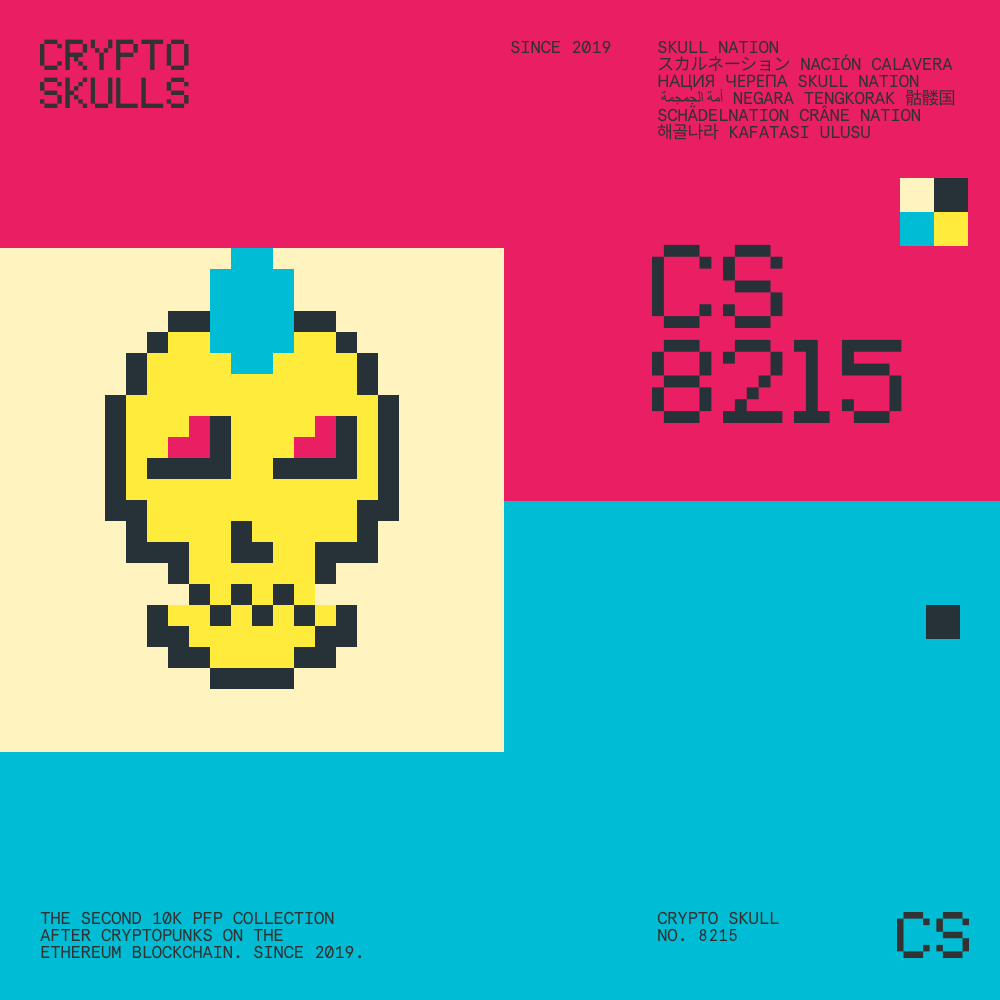 CRYPTO
SKULLS
SINCE 2019
SKULL NATION
スカルネーション NACIÓN CALAVERA
НАЦИЯ ЧЕРЕПА SKULL NATION
أمة الجمجمة NEGARA TENGKORAK 骷髅国
SCHÄDELNATION CRÂNE NATION
해골나라 KAFATASI ULUSU
CS
8215
THE SECOND 10K PFP COLLECTION
AFTER CRYPTOPUNKS ON THE
ETHEREUM BLOCKCHAIN. SINCE 2019.
CRYPTO SKULL
NO. 8215
CS